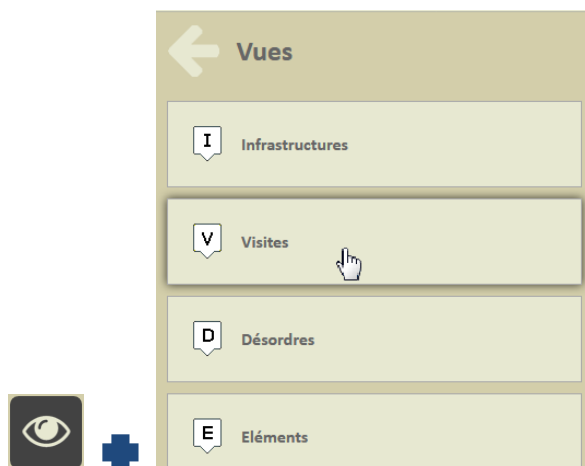 Vues
I Infrastructures
V Visites
D Désordres
E Eléments